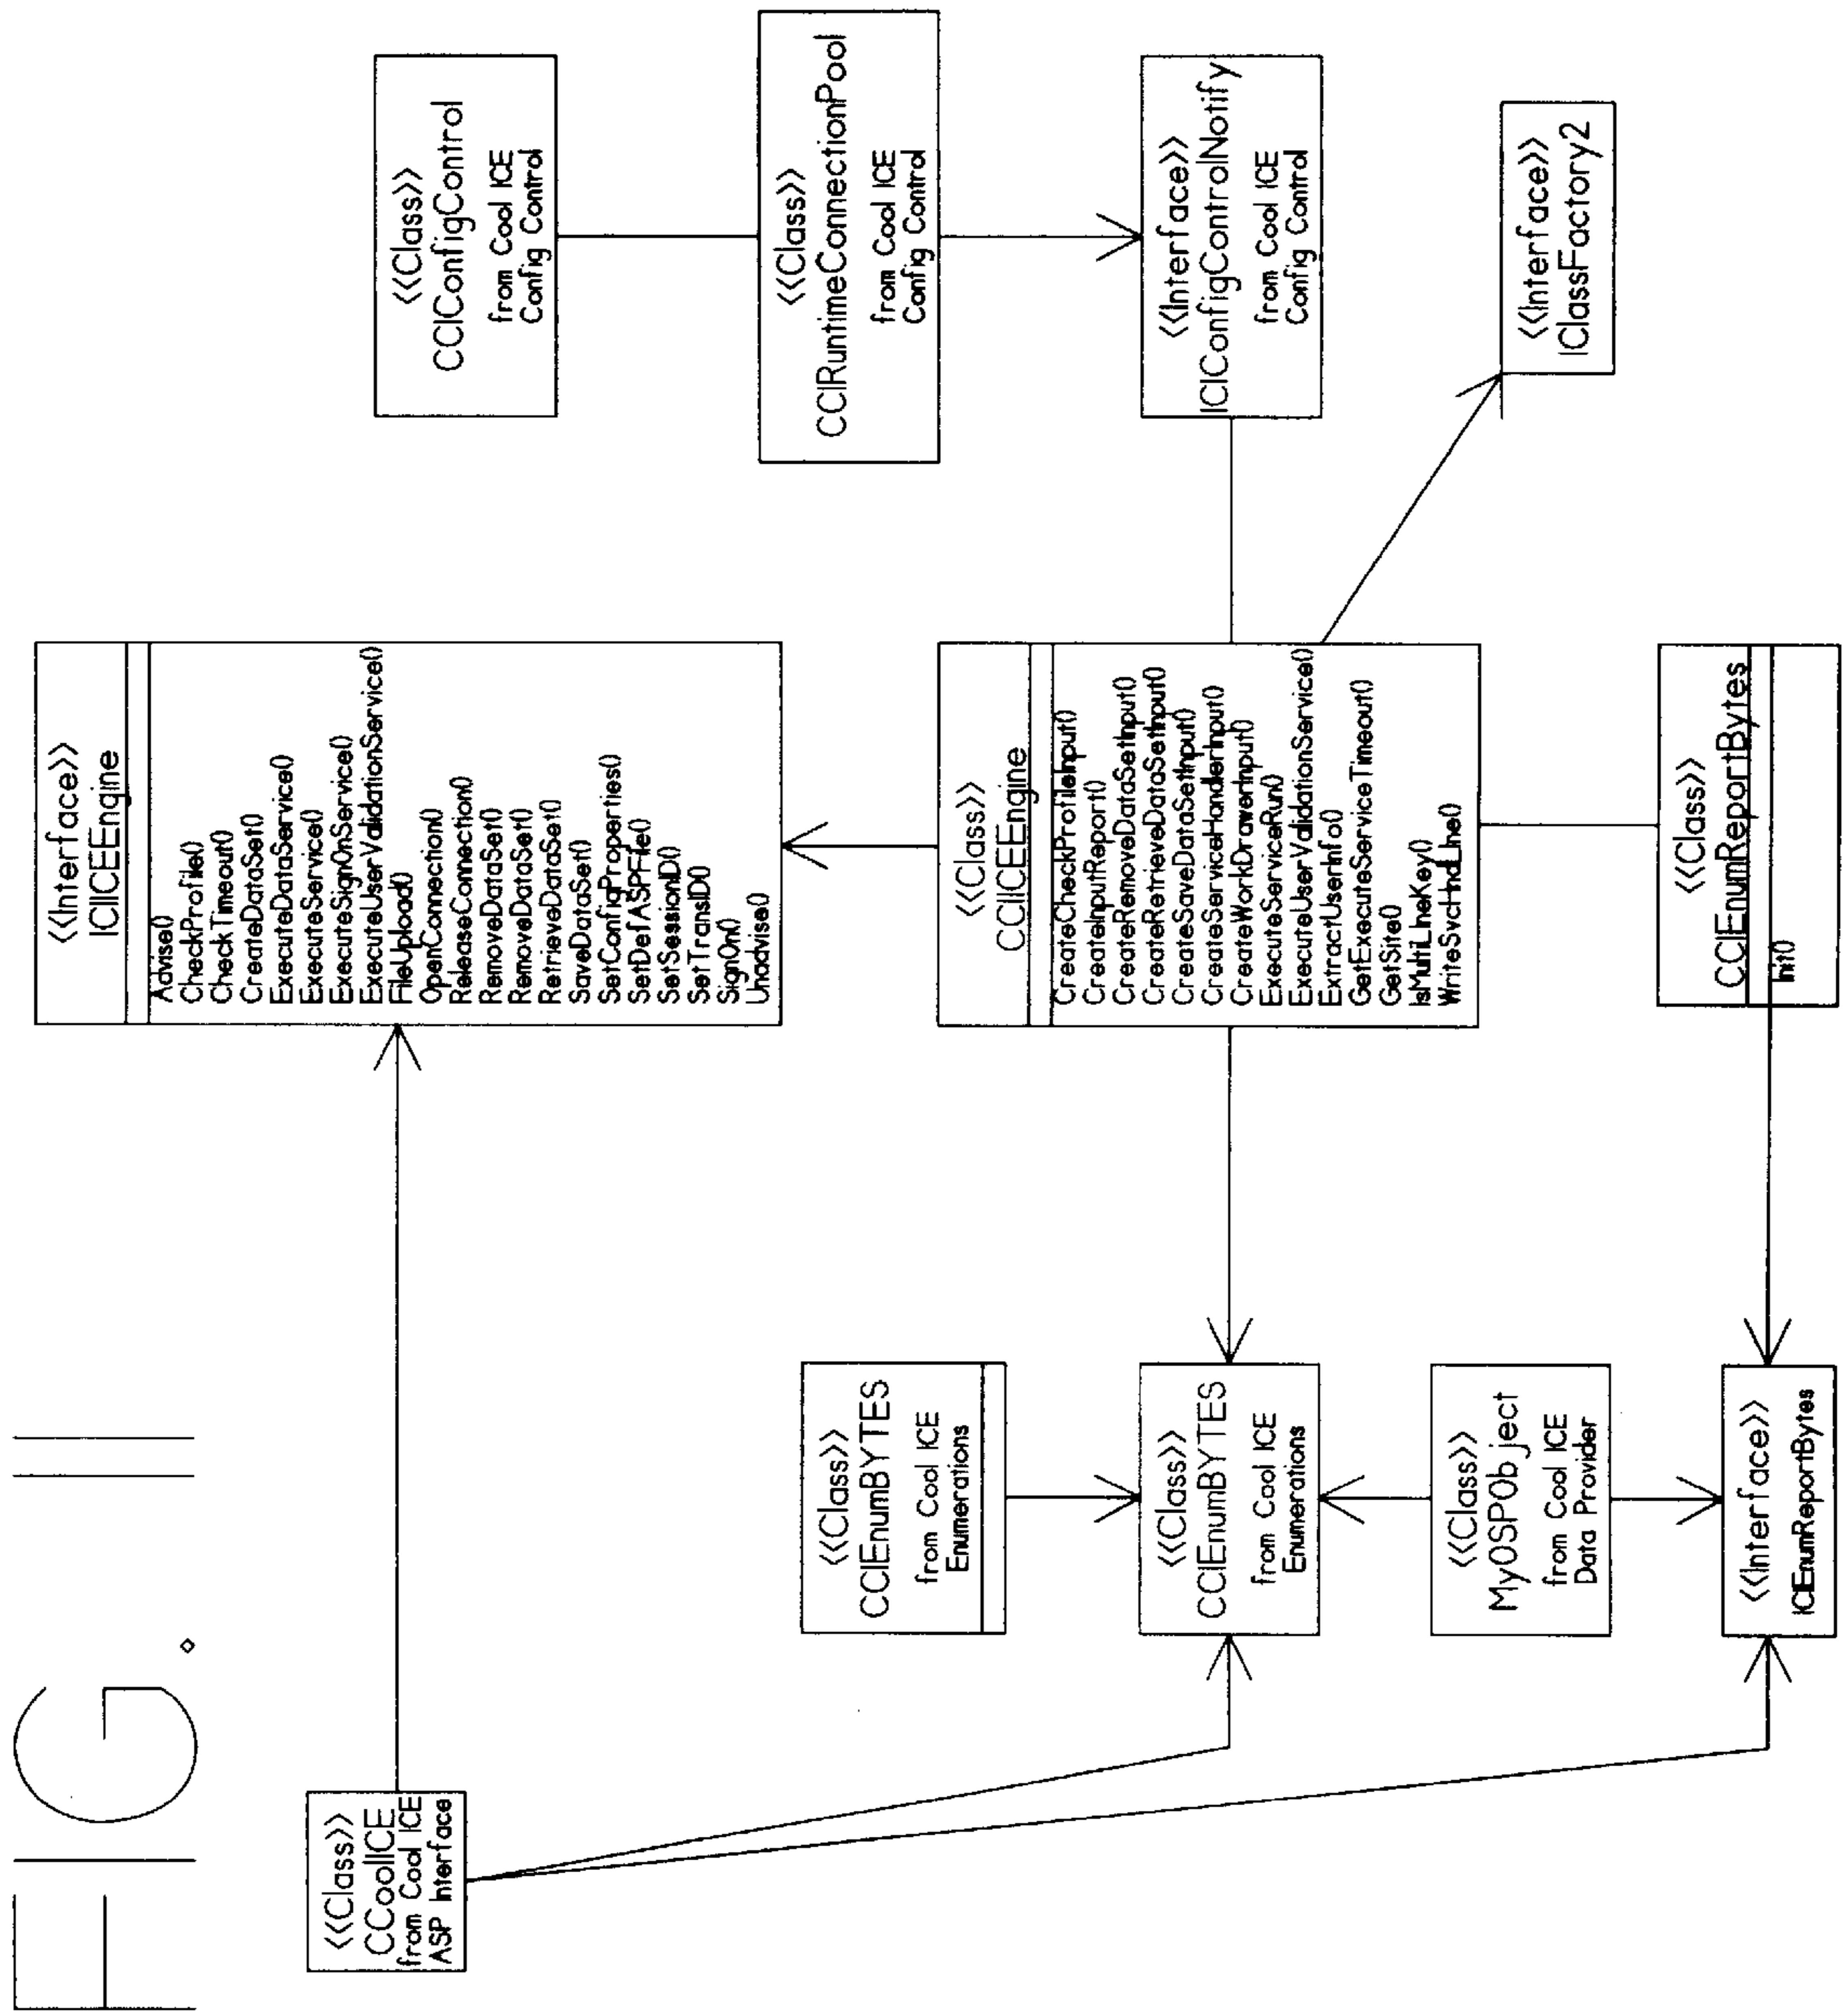 FIG. 11
<<Class>>
CCoolICE
from Cool ICE
ASP Interface
<<Interface>>
ICIICEEngine
Advise()
CheckProfile()
CheckTimeout()
CreateDataSet()
ExecuteDataService()
ExecuteService()
ExecuteSignOnService()
ExecuteUserValidationService()
FileUpload()
OpenConnection()
ReleaseConnection()
RemoveDataSet()
RemoveDataSet()
RetrieveDataSet()
SaveDataSet()
SetConfigProperties()
SetDefASPFile()
SetSessionID()
SetTransID()
SignOn()
Unadvise()
<<Class>>
CCIConfigControl
from Cool ICE
Config Control
<<Class>>
CCIRuntimeConnectionPool
from Cool ICE
Config Control
<<Class>>
CCIEnumBYTES
from Cool ICE
Enumerations
<<Class>>
CCIICEEngine
CreateCheckProfileInput()
CreateInputReport()
CreateRemoveDataSetInput()
CreateRetrieveDataSetInput()
CreateSaveDataSetInput()
CreateServiceHandlerInput()
CreateWorkDrawerInput()
ExecuteServiceRun()
ExecuteUserValidationService()
ExtractUserInfo()
GetExecuteServiceTimeout()
GetSite()
IsMultiLineKey()
WriteSvcHndLine()
<<Interface>>
ICIConfigControlNotify
from Cool ICE
Config Control
<<Class>>
CCIEnumBYTES
from Cool ICE
Enumerations
<<Class>>
MyOSPObject
from Cool ICE
Data Provider
<<Interface>>
IClassFactory2
<<Interface>>
ICIEnumReportBytes
<<Class>>
CCIEnumReportBytes
Init()